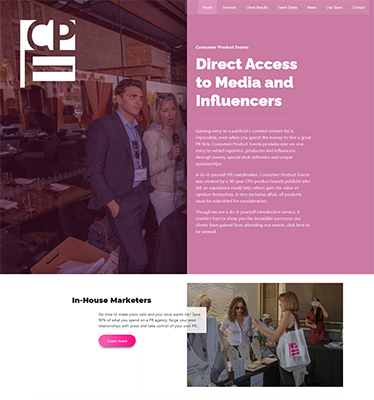 Home Services Client Results Event Dates News Our Team Contact
CP
Consumer Product Events
Direct Access
to Media and
Influencers
Gaining entry to a publicist's coveted contact list is
impossible, even when you spend the money to hire a great
PR firm. Consumer Product Events provides one-on-one
entry to vetted reporters, producers and influencers
through events, special desk deliveries and unique
sponsorships.
A do-it-yourself PR matchmaker, Consumer Product Events
was created by a 30-year CPG product launch publicist who
felt an experience could help others gain the value of
opinion themselves. A very exclusive affair, all products
must be submitted for consideration.
Though we are a do-it-yourself introduction service, it
couldn't hurt to show you the incredible successes our
clients have gained from attending our events, click here to
be wowed.
In-House Marketers
No time to make press calls and your boss wants me? Save
90% of what you spend on a PR agency forge your own
relationships with press and take control of your own PR.
Learn more